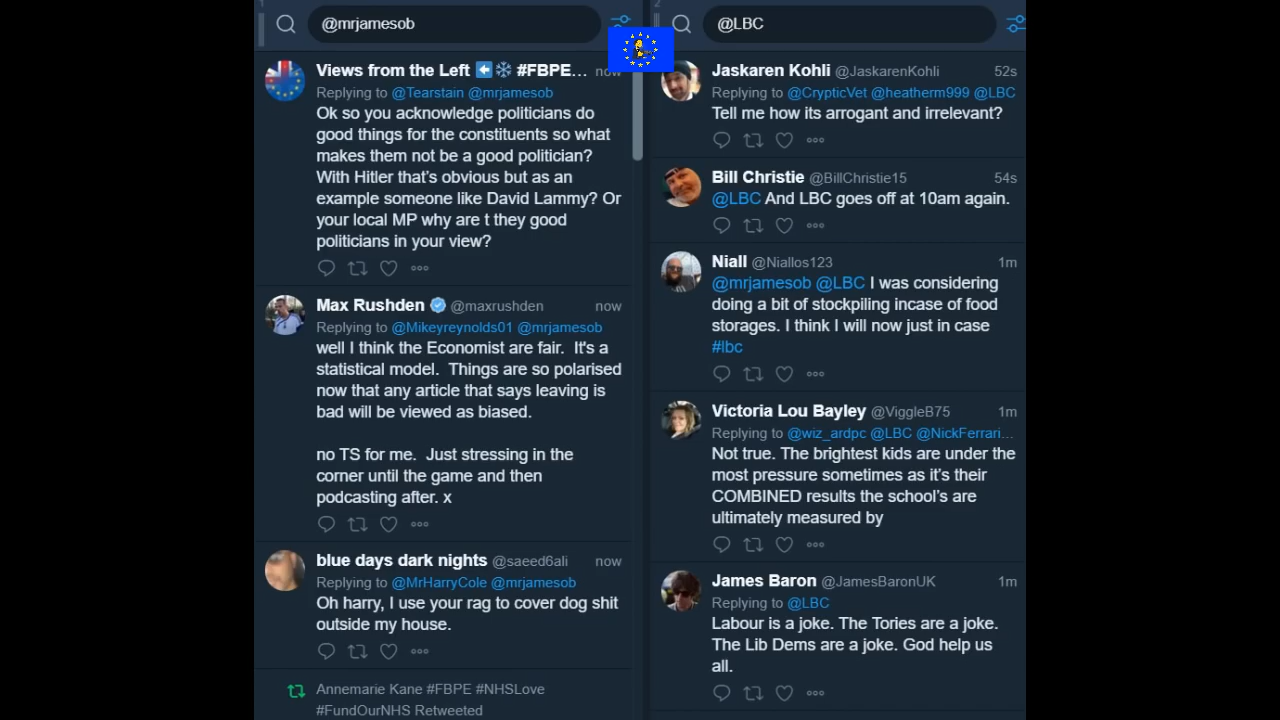 1
@mrjamesob
Views from the Left ⬅️❄️ #FBPE… now
Replying to @Tearstain @mrjamesob
Ok so you acknowledge politicians do
good things for the constituents so what
makes them not be a good politician?
With Hitler that’s obvious but as an
example someone like David Lammy? Or
your local MP why are t they good
politicians in your view?
Max Rushden @maxrushden now
Replying to @Mikeyreynolds01 @mrjamesob
well I think the Economist are fair. It's a
statistical model. Things are so polarised
now that any article that says leaving is
bad will be viewed as biased.
no TS for me. Just stressing in the
corner until the game and then
podcasting after. x
blue days dark nights @saeed6ali now
Replying to @MrHarryCole @mrjamesob
Oh harry, I use your rag to cover dog shit
outside my house.
Annemarie Kane #FBPE #NHSLove
#FundOurNHS Retweeted
2
@LBC
Jaskaren Kohli @JaskarenKohli 52s
Replying to @CrypticVet @heatherm999 @LBC
Tell me how its arrogant and irrelevant?
Bill Christie @BillChristie15 54s
@LBC And LBC goes off at 10am again.
Niall @Niallos123 1m
@mrjamesob @LBC I was considering
doing a bit of stockpiling incase of food
storages. I think I will now just in case
#lbc
Victoria Lou Bayley @ViggleB75 1m
Replying to @wiz_ardpc @LBC @NickFerrari…
Not true. The brightest kids are under the
most pressure sometimes as it’s their
COMBINED results the school’s are
ultimately measured by
James Baron @JamesBaronUK 1m
Replying to @LBC
Labour is a joke. The Tories are a joke.
The Lib Dems are a joke. God help us
all.